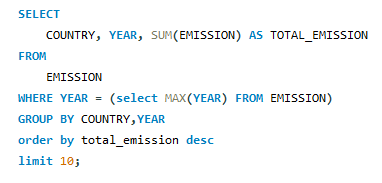 SELECT
COUNTRY, YEAR, SUM(EMISSION) AS TOTAL_EMISSION
FROM
EMISSION
WHERE YEAR = (select MAX(YEAR) FROM EMISSION)
GROUP BY COUNTRY,YEAR
order by total_emission desc
limit 10;